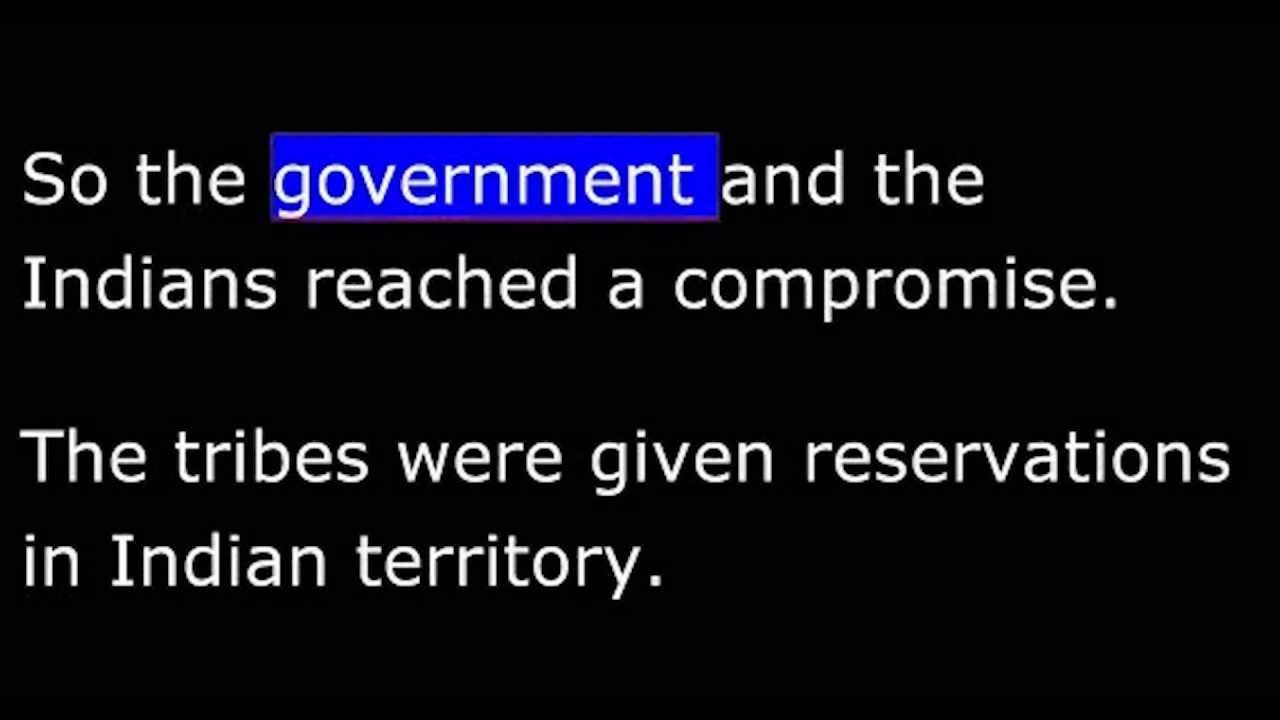 So the government and the
Indians reached a compromise.
The tribes were given reservations
in Indian territory.